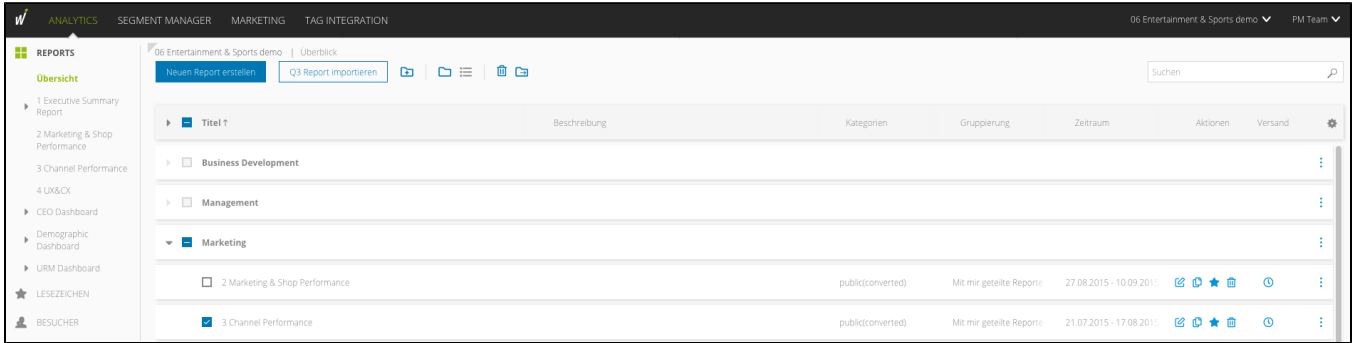 ANALYTICS SEGMENT MANAGER MARKETING TAG INTEGRATION 06 Entertainment & Sports demo PM Team
REPORTS
Übersicht
1 Executive Summary
Report
2 Marketing & Shop
Performance
3 Channel Performance
4 UX&CX
CEO Dashboard
Demographic
Dashboard
URM Dashboard
LESEZEICHEN
BESUCHER
06 Entertainment & Sports demo | Überblick
Neuen Report erstellen Q3 Report importieren Suchen
Titel ↑ Beschreibung Kategorien Gruppierung Zeitraum Aktionen Versand
Business Development
Management
Marketing
2 Marketing & Shop Performance public(converted) Mit mir geteilte Reporte 27.08.2015 - 10.09.2015
3 Channel Performance public(converted) Mit mir geteilte Reporte 21.07.2015 - 17.08.2015